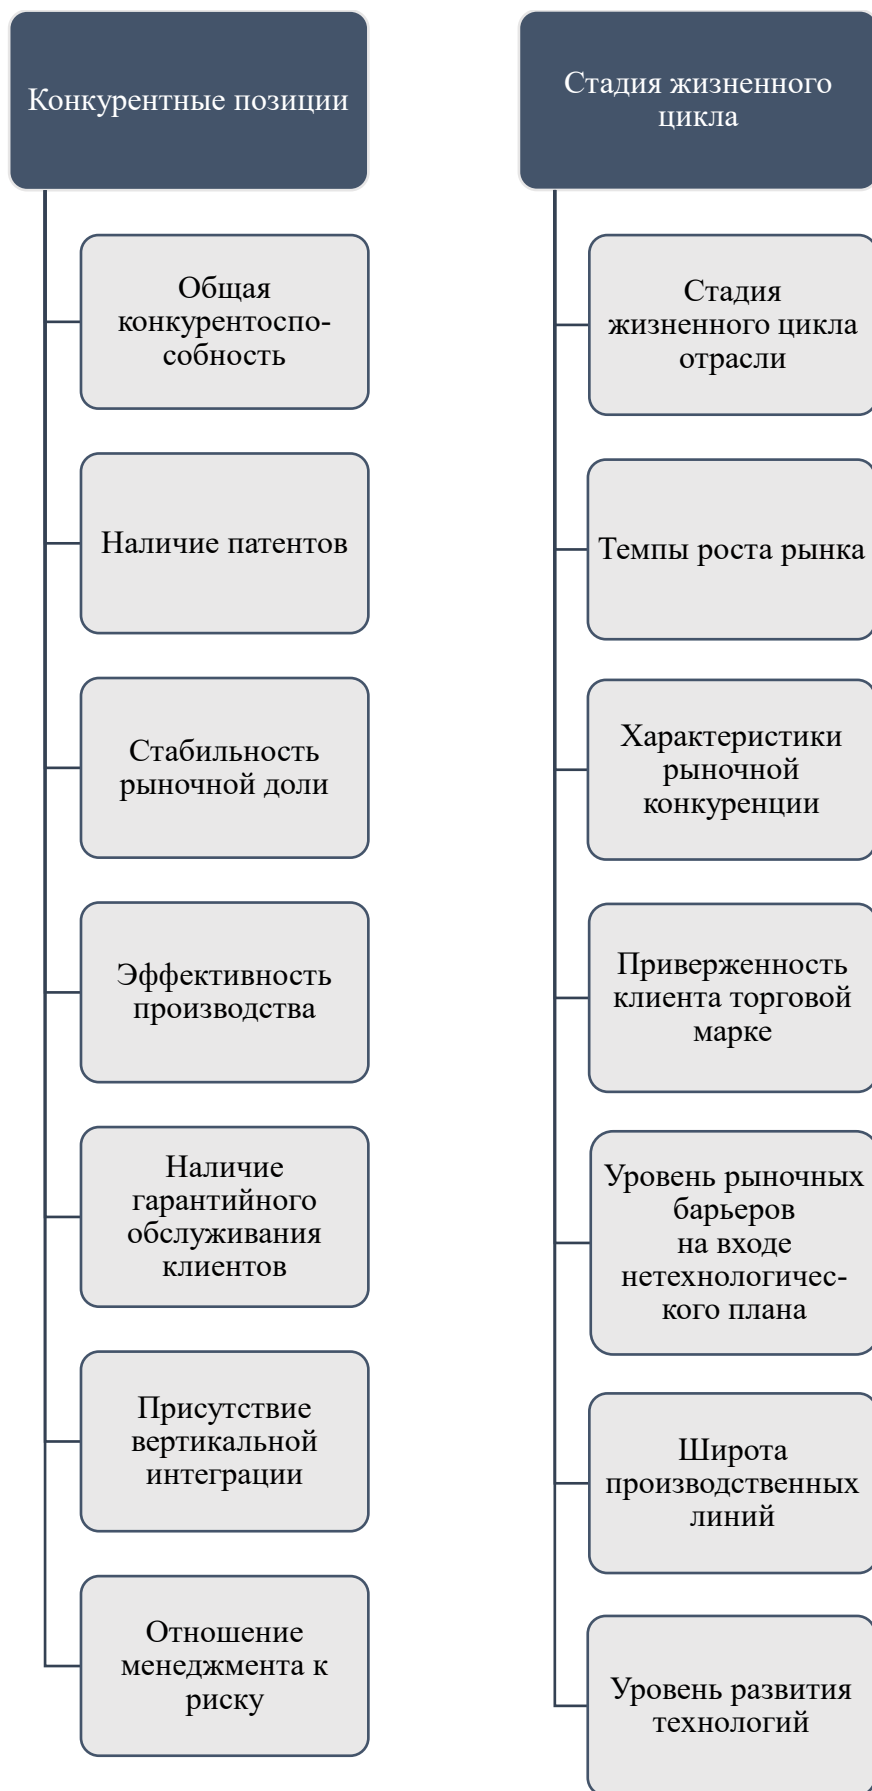 Конкурентные позиции
Общая
конкурентоспо-
собность
Наличие патентов
Стабильность
рыночной доли
Эффективность
производства
Наличие
гарантийного
обслуживания
клиентов
Присутствие
вертикальной
интеграции
Отношение
менеджмента к
риску
Стадия жизненного
цикла
Стадия
жизненного цикла
отрасли
Темпы роста рынка
Характеристики
рыночной
конкуренции
Приверженность
клиента торговой
марке
Уровень рыночных
барьеров
на входе
нетехнологичес-
кого плана
Широта
производственных
линий
Уровень развития
технологий